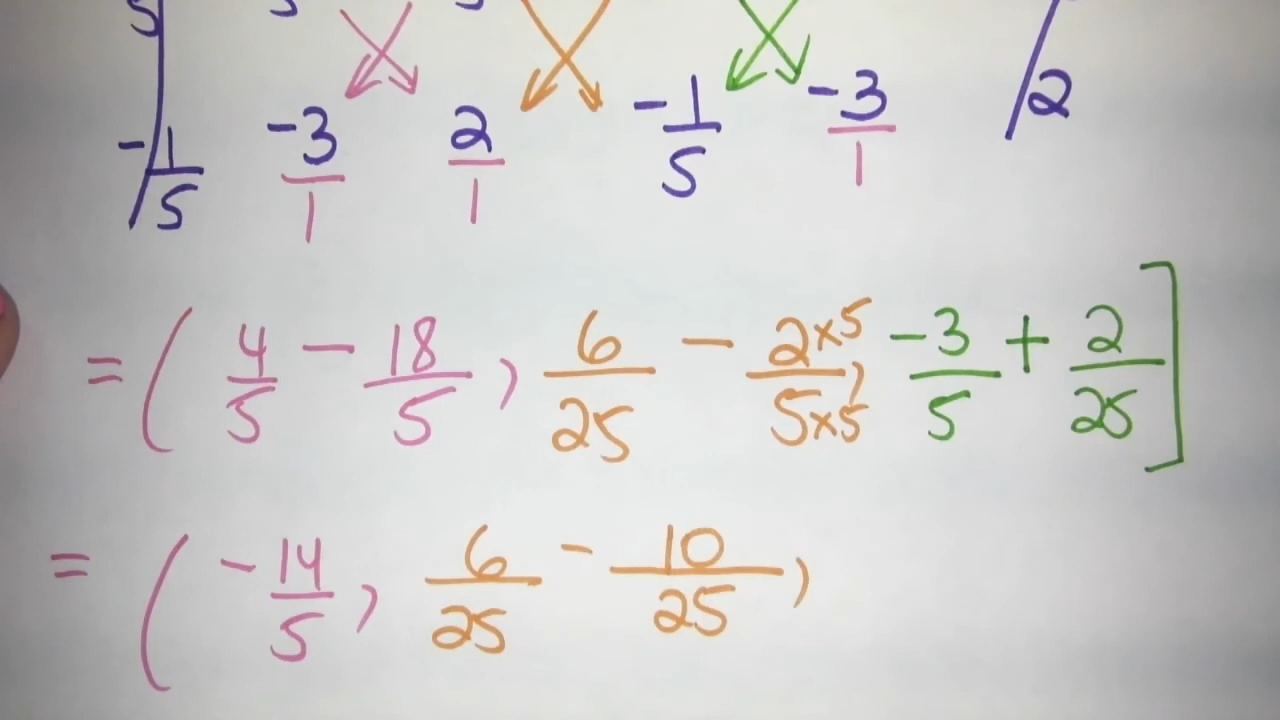 -1/5 -3/1 2/1 -1/5 -3/1 2
= ( 4/5 - 18/5 , 6/25 - 2×5/5×5 , -3/5 + 2/25 ]
= ( -14/5 , 6/25 - 10/25 ,